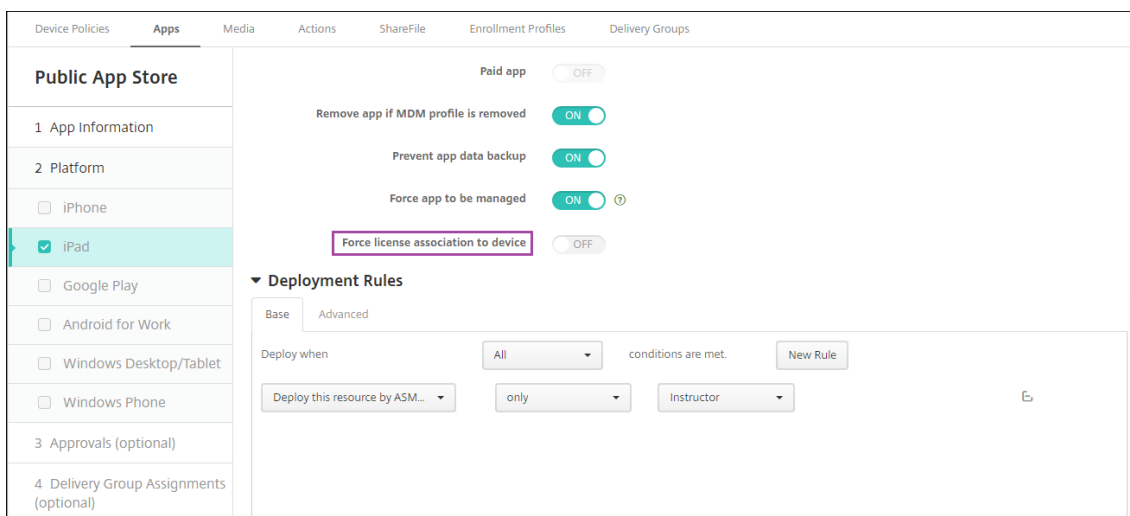 Device Policies Apps Media Actions ShareFile Enrollment Profiles Delivery Groups
Public App Store
1 App Information
2 Platform
iPhone
iPad
Google Play
Android for Work
Windows Desktop/Tablet
Windows Phone
3 Approvals (optional)
4 Delivery Group Assignments
(optional)
Paid app OFF
Remove app if MDM profile is removed ON
Prevent app data backup ON
Force app to be managed ON ?
Force license association to device OFF
Deployment Rules
Base Advanced
Deploy when All conditions are met. New Rule
Deploy this resource by ASM... only Instructor